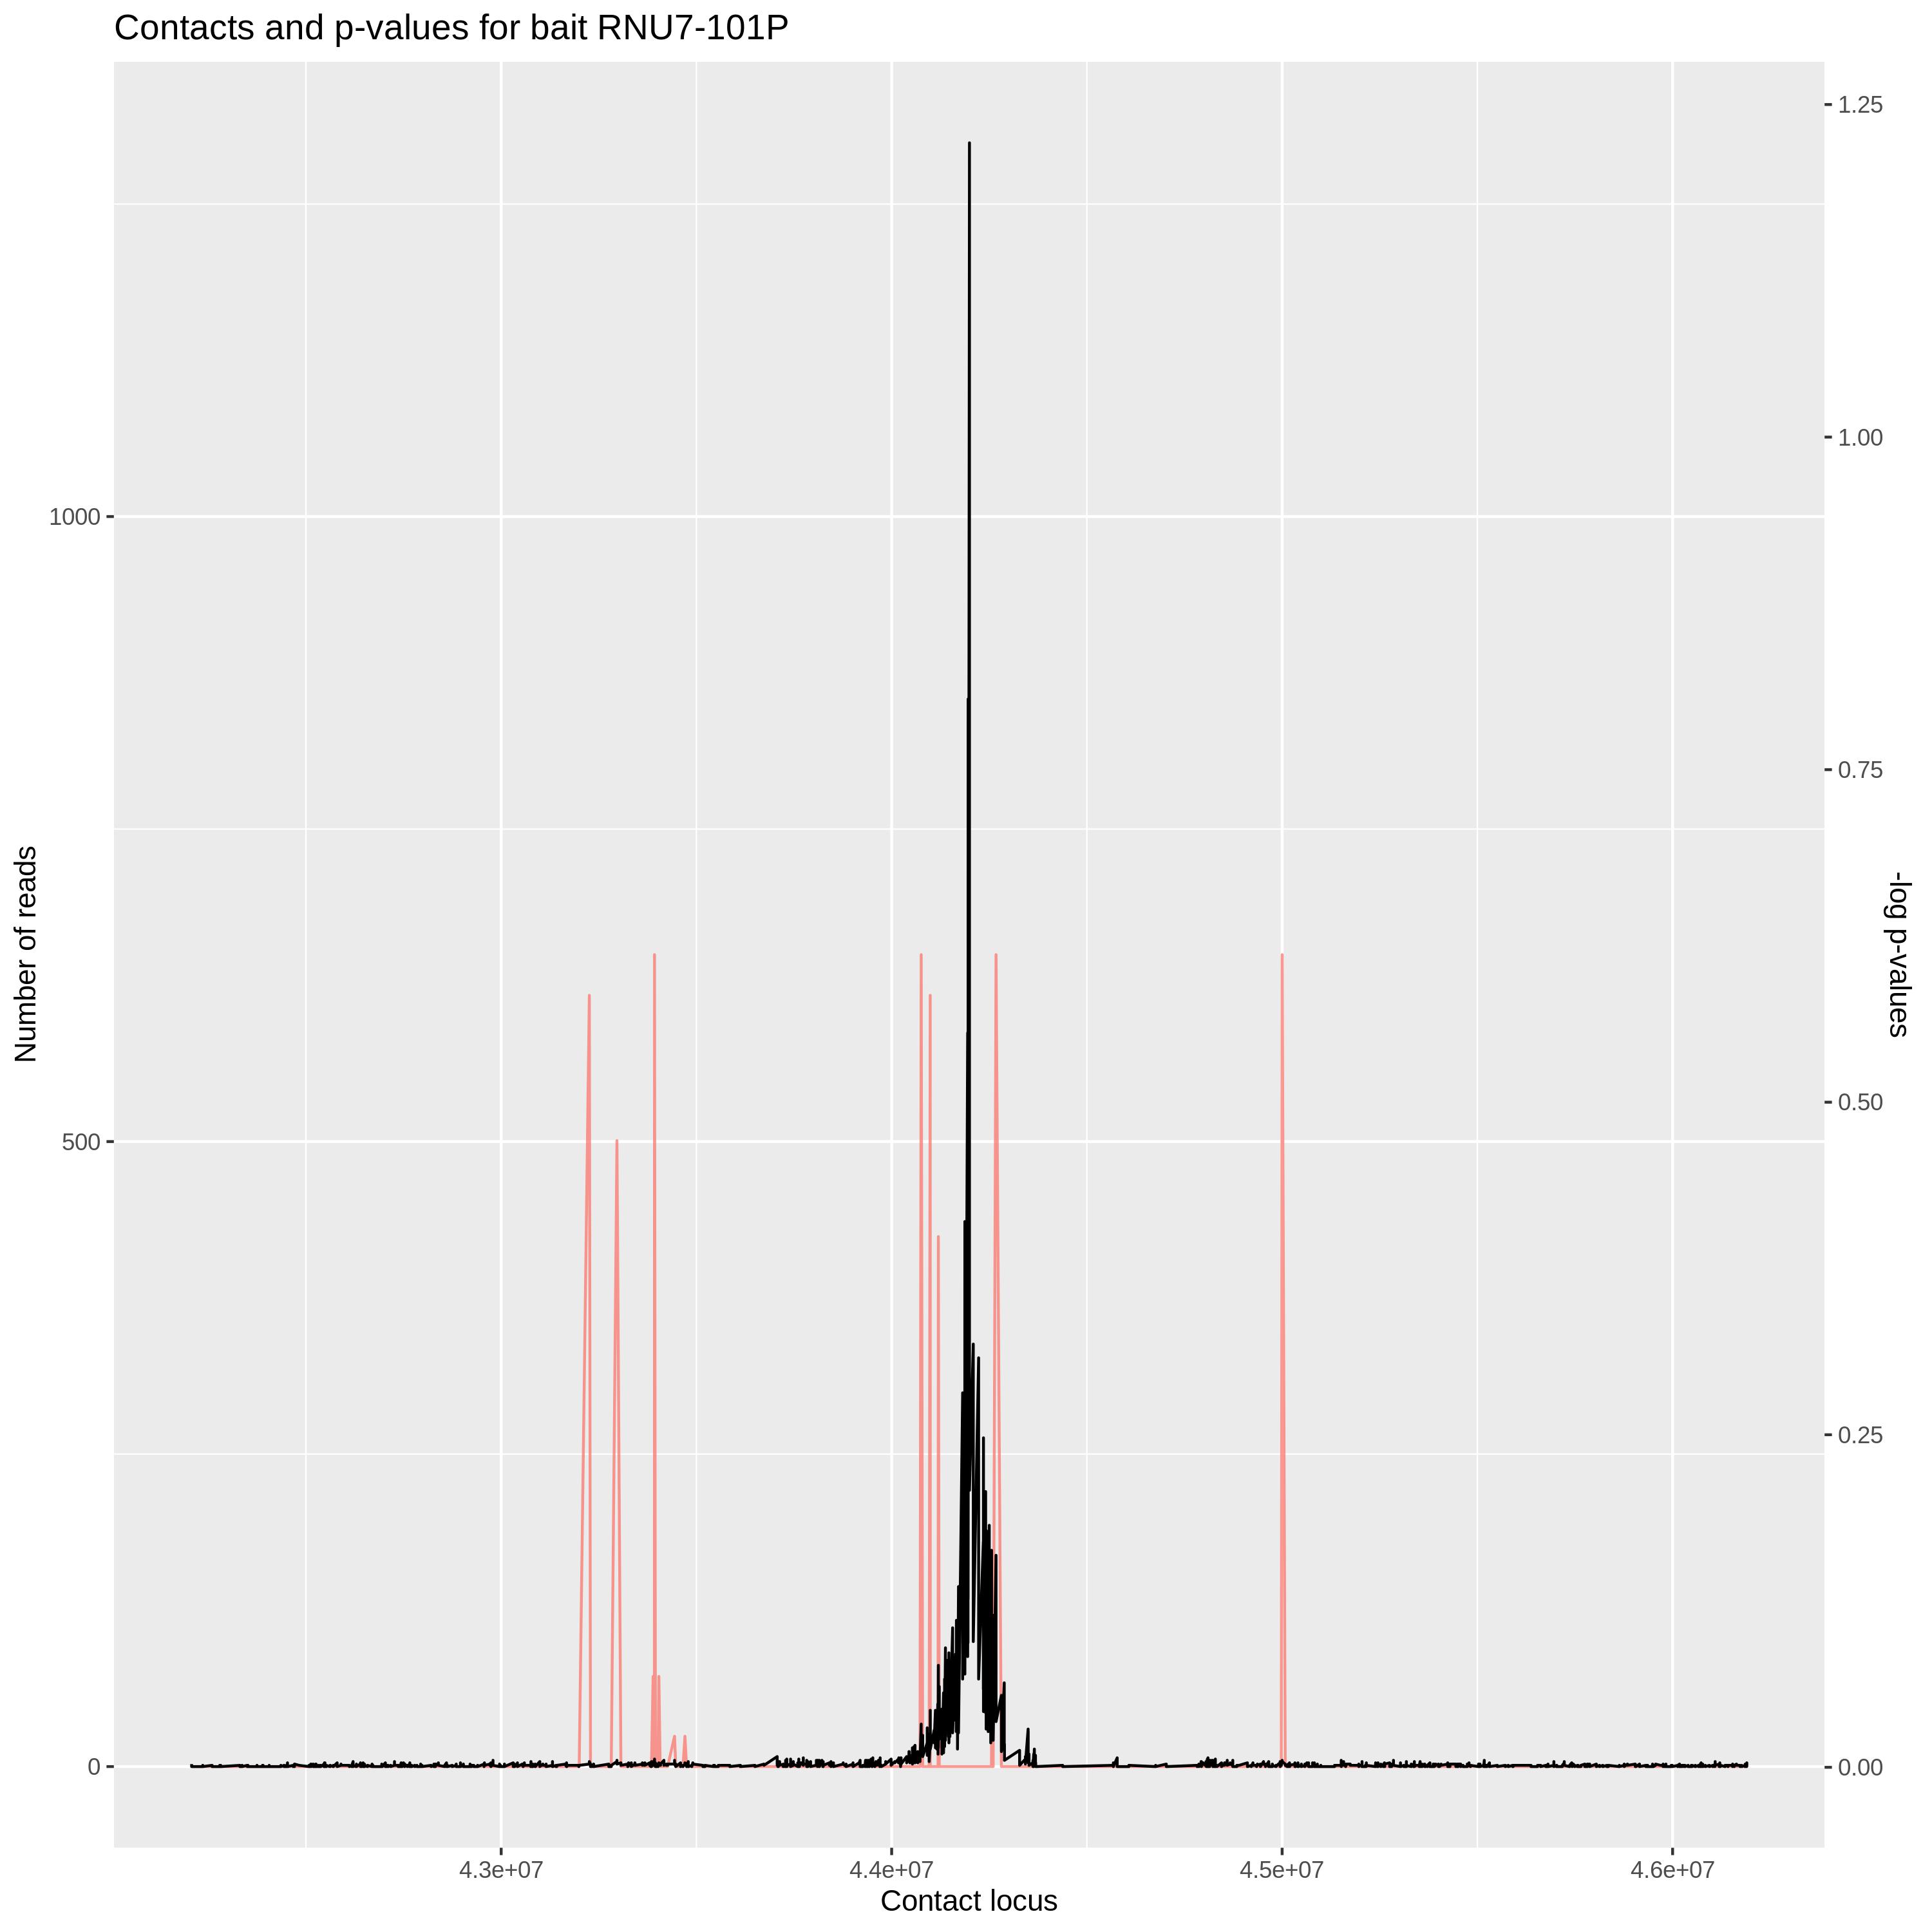 Contacts and p-values for bait RNU7-101P
1.25
1.00
1000
0.75
Number of reads
-log p-values
0.50
500
0.25
0
0.00
4.3e+07
4.4e+07
4.5e+07
4.6e+07
Contact locus